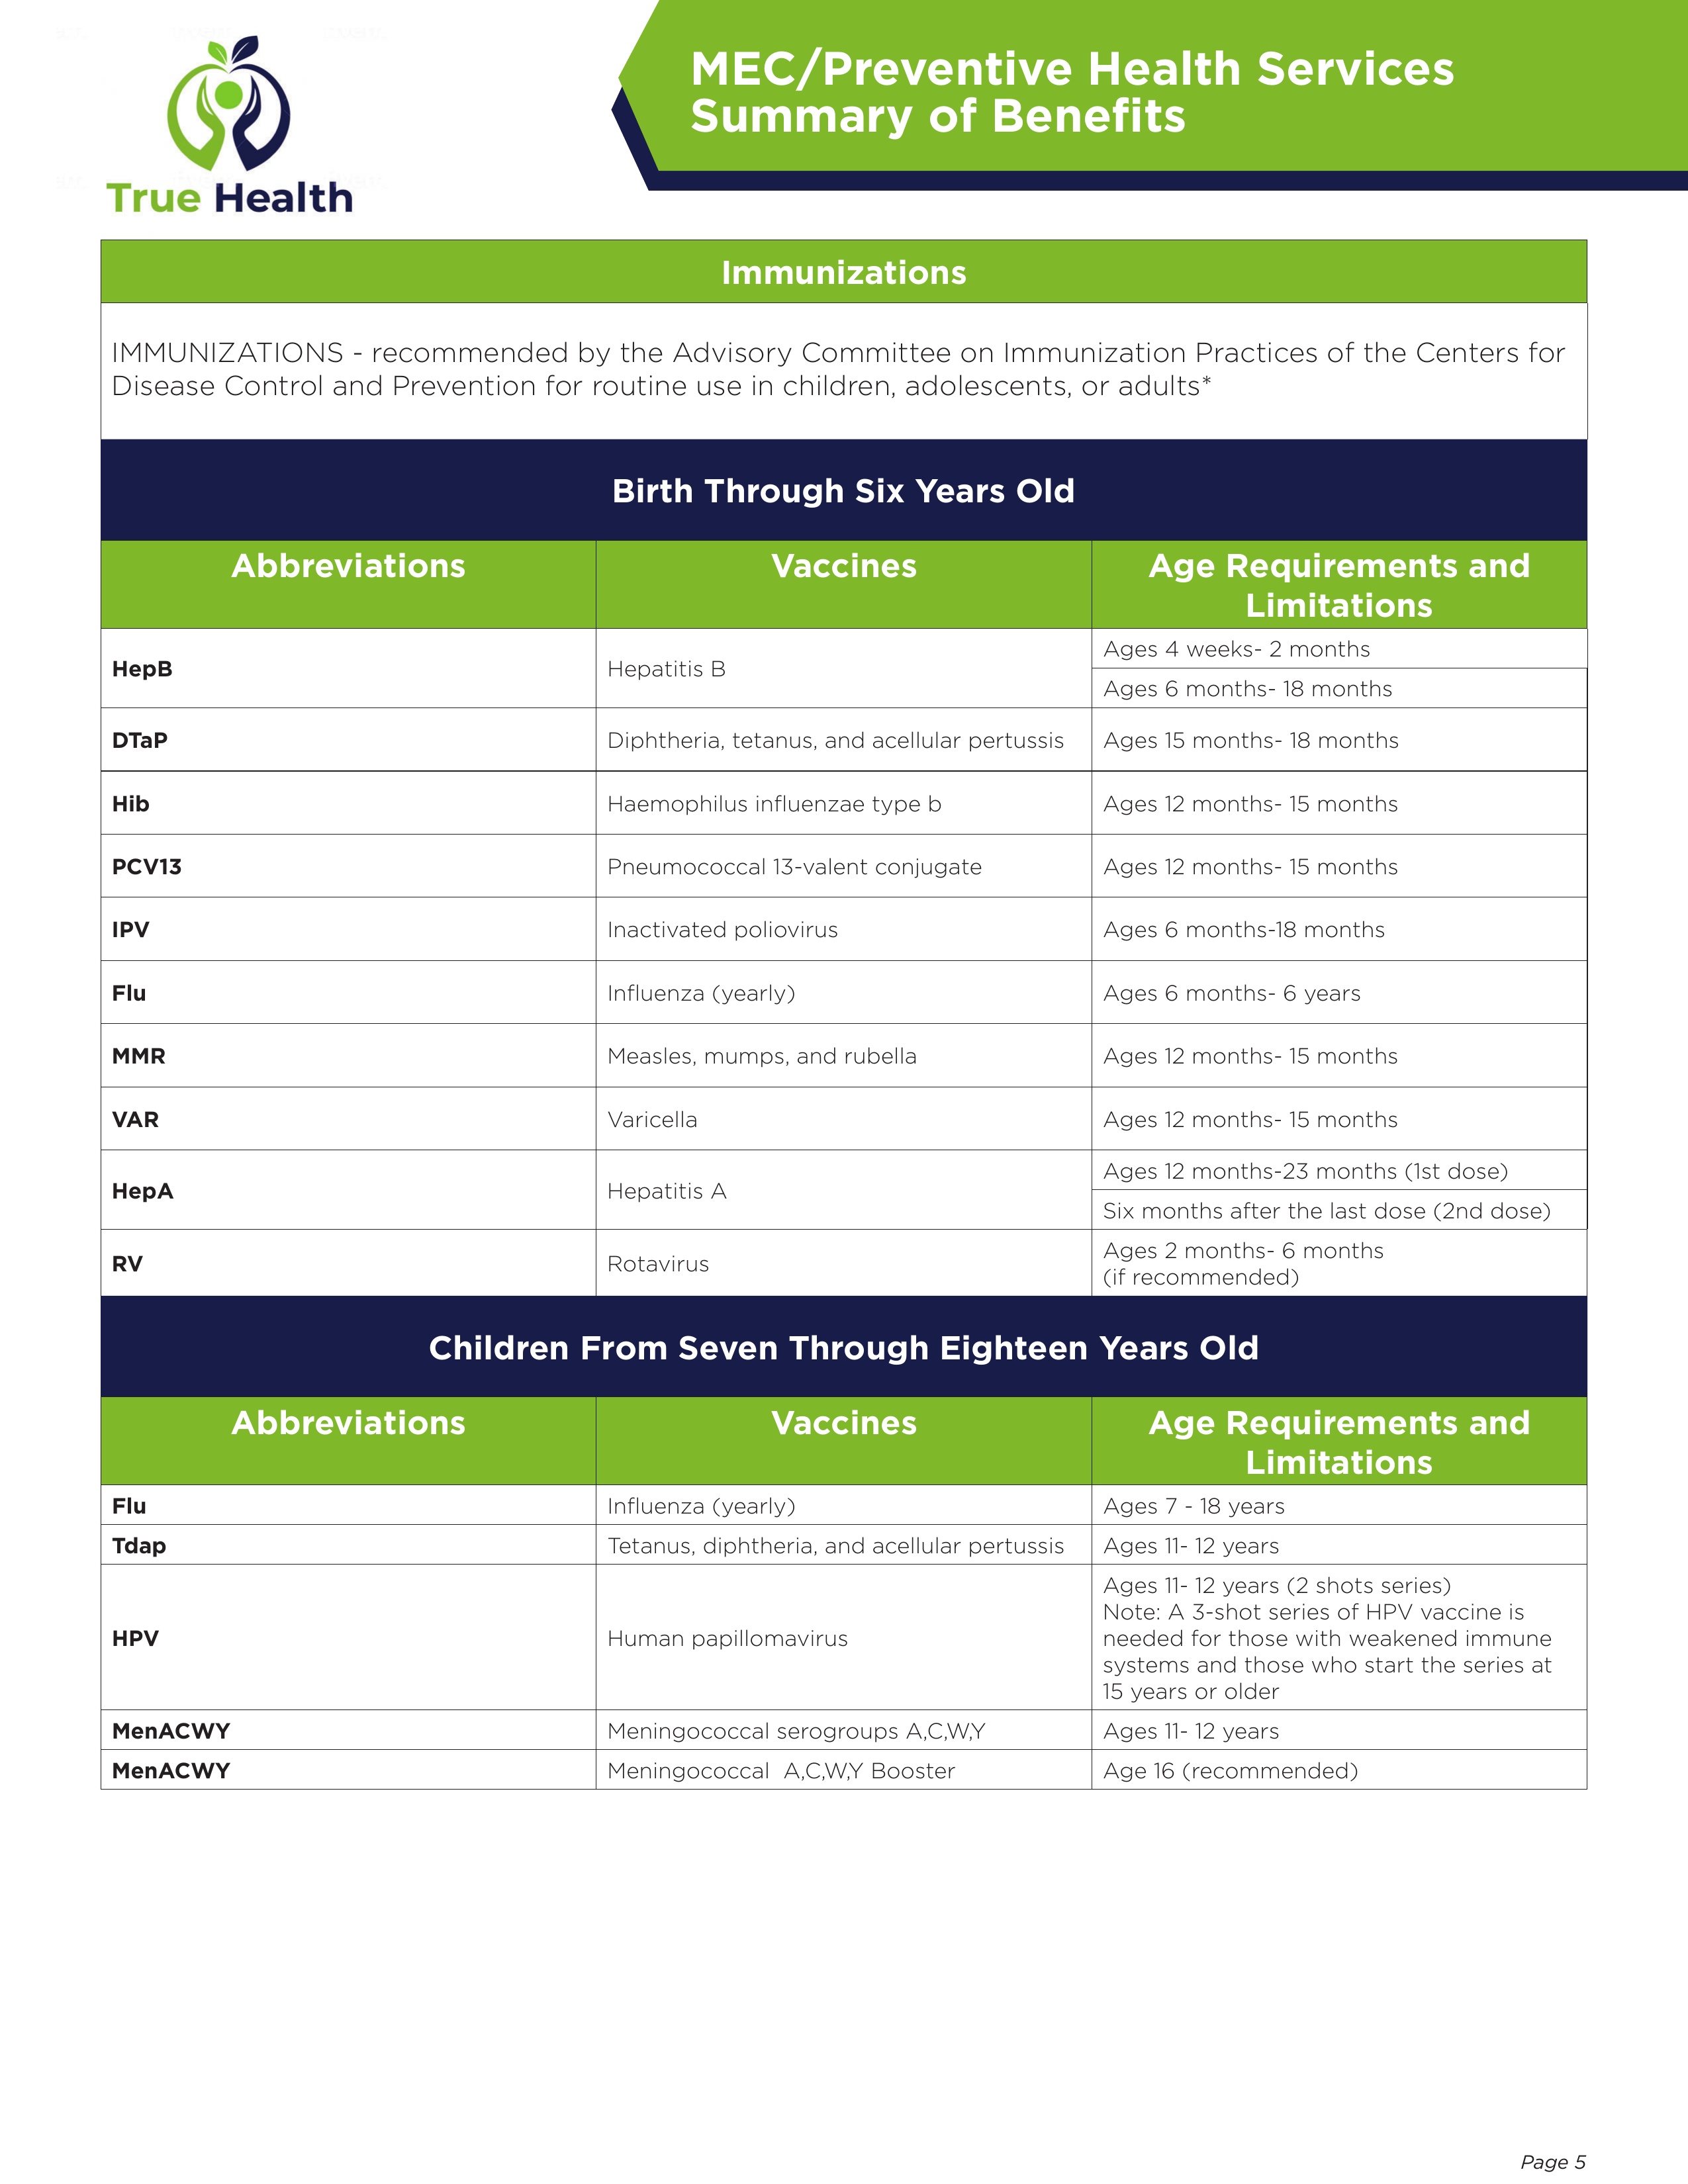 True Health
MEC/Preventive Health Services
Summary of Benefits
Immunizations
IMMUNIZATIONS - recommended by the Advisory Committee on Immunization Practices of the Centers for
Disease Control and Prevention for routine use in children, adolescents, or adults*
Birth Through Six Years Old
Abbreviations Vaccines Age Requirements and
Limitations
HepB Hepatitis B Ages 4 weeks- 2 months
Ages 6 months- 18 months
DTaP Diphtheria, tetanus, and acellular pertussis Ages 15 months- 18 months
Hib Haemophilus influenzae type b Ages 12 months- 15 months
PCV13 Pneumococcal 13-valent conjugate Ages 12 months- 15 months
IPV Inactivated poliovirus Ages 6 months-18 months
Flu Influenza (yearly) Ages 6 months- 6 years
MMR Measles, mumps, and rubella Ages 12 months- 15 months
VAR Varicella Ages 12 months- 15 months
HepA Hepatitis A Ages 12 months-23 months (1st dose)
Six months after the last dose (2nd dose)
RV Rotavirus Ages 2 months- 6 months
(if recommended)
Children From Seven Through Eighteen Years Old
Abbreviations Vaccines Age Requirements and
Limitations
Flu Influenza (yearly) Ages 7 - 18 years
Tdap Tetanus, diphtheria, and acellular pertussis Ages 11- 12 years
HPV Human papillomavirus Ages 11- 12 years (2 shots series)
Note: A 3-shot series of HPV vaccine is
needed for those with weakened immune
systems and those who start the series at
15 years or older
MenACWY Meningococcal serogroups A,C,W,Y Ages 11- 12 years
MenACWY Meningococcal A,C,W,Y Booster Age 16 (recommended)
Page 5